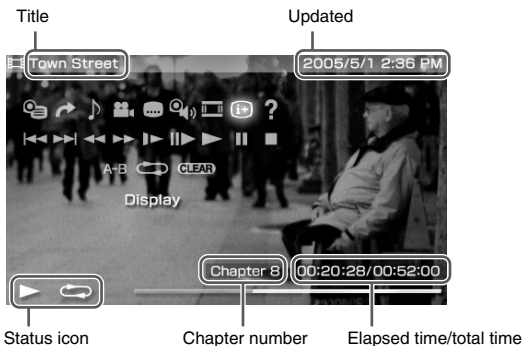 Title
Updated
Town Street
2005/5/1 2:36 PM
i+
?
A-B
CLEAR
Display
Chapter 8
00:20:28/00:52:00
Status icon
Chapter number
Elapsed time/total time